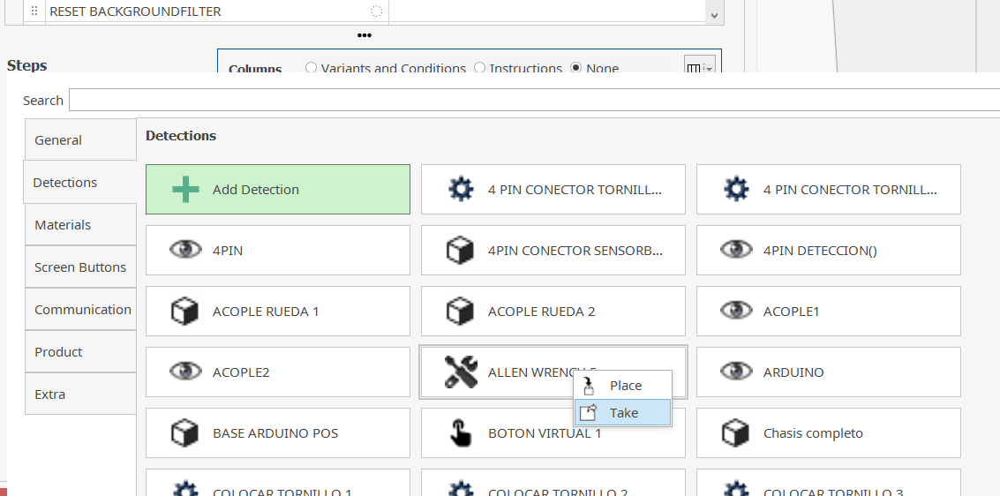 RESET BACKGROUNDFILTER
•••
Steps
Columns Variants and Conditions Instructions None
Search
General
Detections
Materials
Screen Buttons
Communication
Product
Extra
Detections
Add Detection
4 PIN CONECTOR TORNILL...
4 PIN CONECTOR TORNILL...
4PIN
4PIN CONECTOR SENSORB...
4PIN DETECCION()
ACOPLE RUEDA 1
ACOPLE RUEDA 2
ACOPLE1
ACOPLE2
ALLEN WRENCH 5
ARDUINO
Place
Take
BASE ARDUINO POS
BOTON VIRTUAL 1
Chasis completo
COLOCAR TORNILLO 1
COLOCAR TORNILLO 2
COLOCAR TORNILLO 3